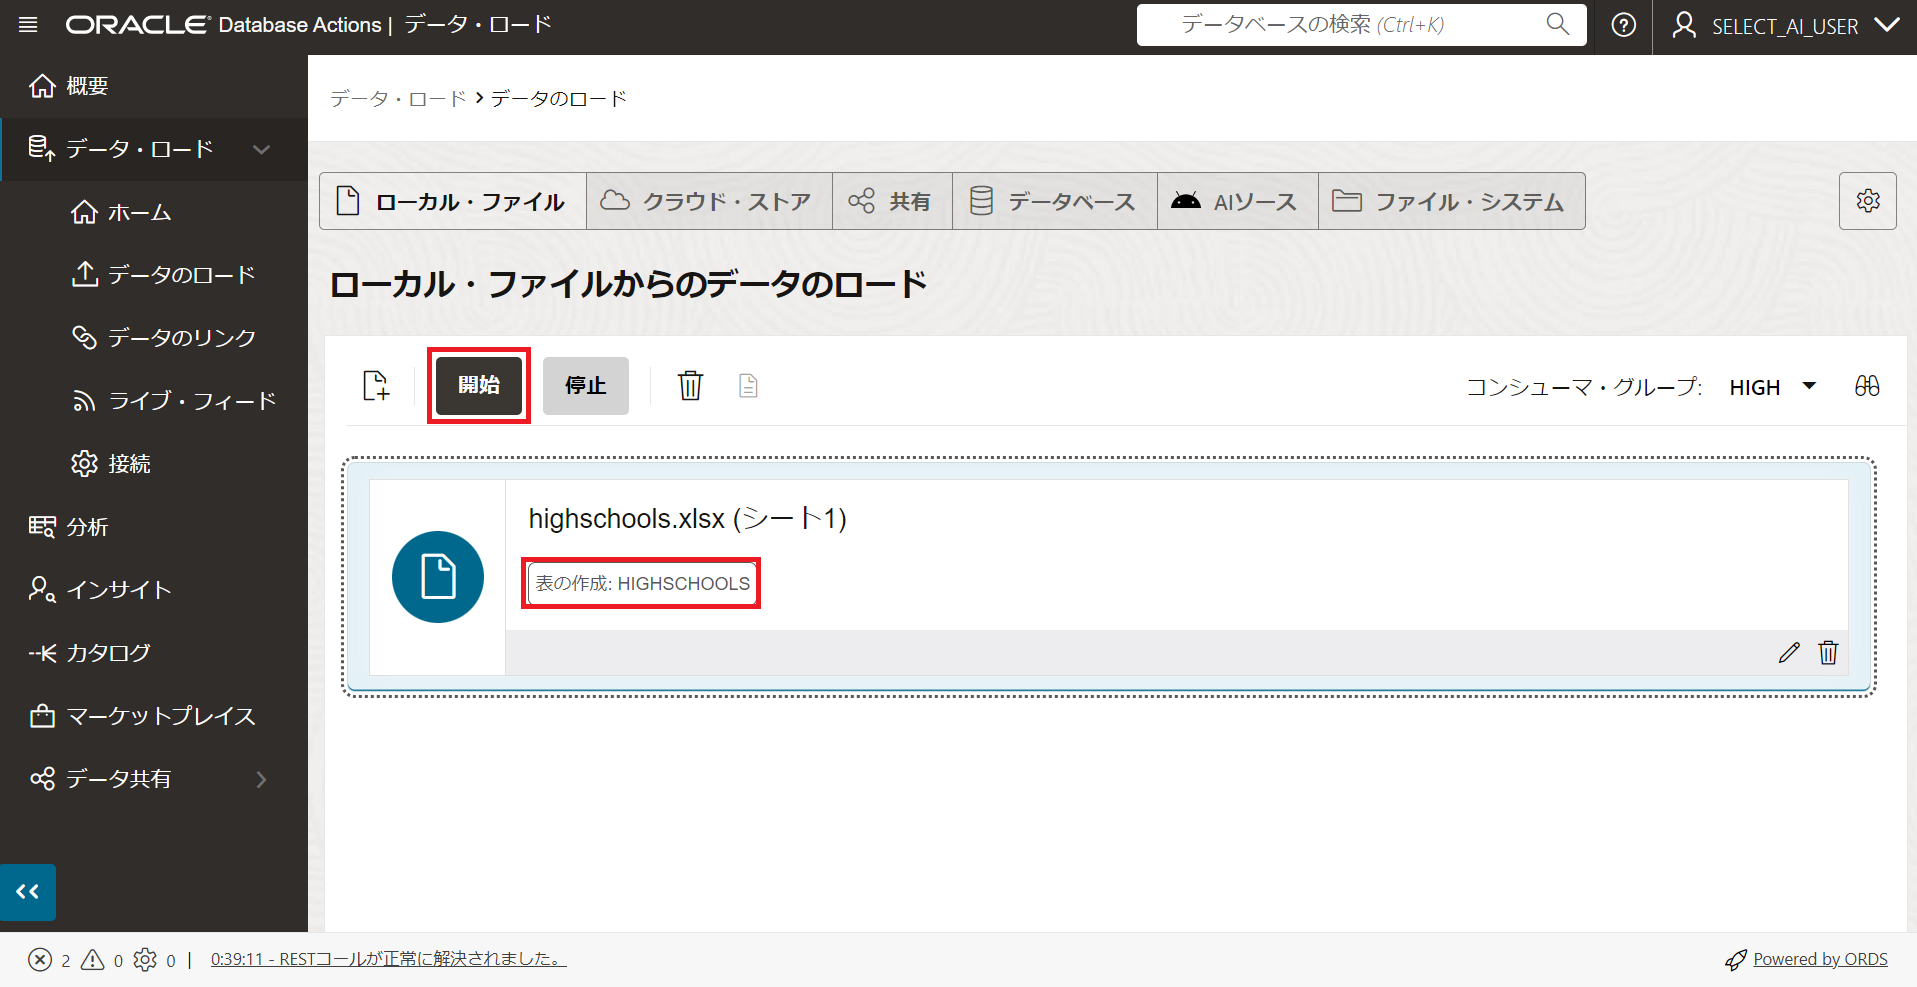 ORACLE Database Actions | データ・ロード
データベースの検索 (Ctrl+K)
SELECT_AI_USER
概要
データ・ロード
ホーム
データのロード
データのリンク
ライブ・フィード
接続
分析
インサイト
カタログ
マーケットプレイス
データ共有
データ・ロード > データのロード
ローカル・ファイル クラウド・ストア 共有 データベース AIソース ファイル・システム
ローカル・ファイルからのデータのロード
開始 停止 コンシューマ・グループ: HIGH
highschools.xlsx (シート1)
表の作成: HIGHSCHOOLS
2 0 0 | 0:39:11 - RESTコールが正常に解決されました。
Powered by ORDS